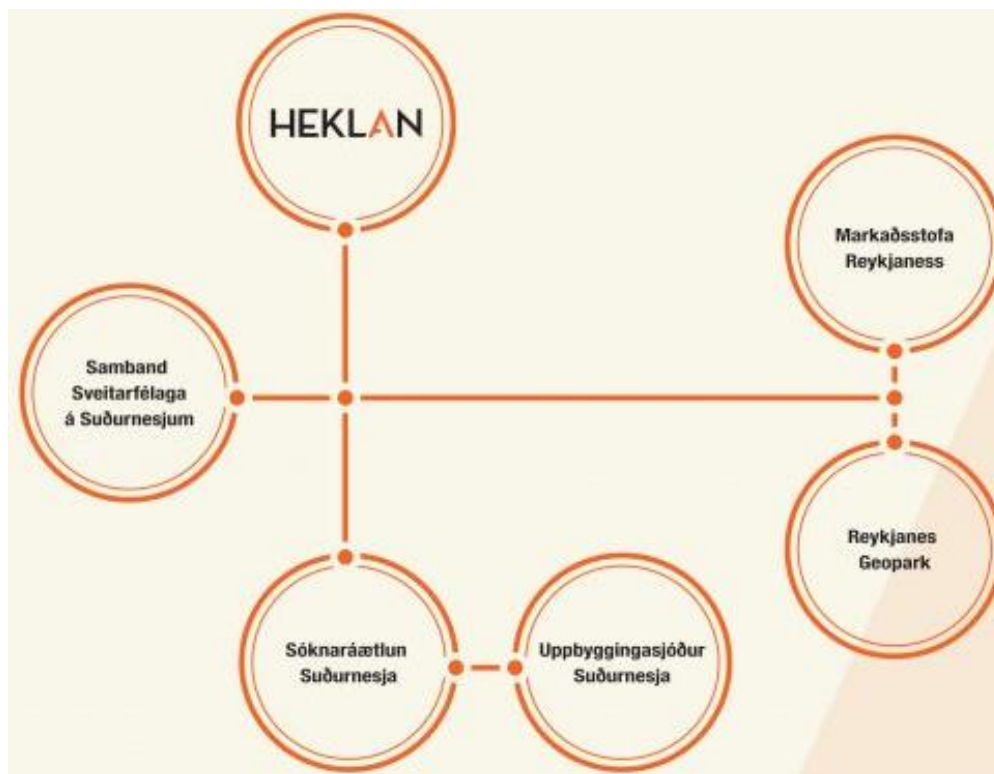 HEKLAN
Markaðsstofa
Reykjaness
Samband
Sveitarfélaga
á Suðurnesjum
Reykjanes
Geopark
Sóknaráætlun
Suðurnesja
Uppbyggingasjóður
Suðurnesja